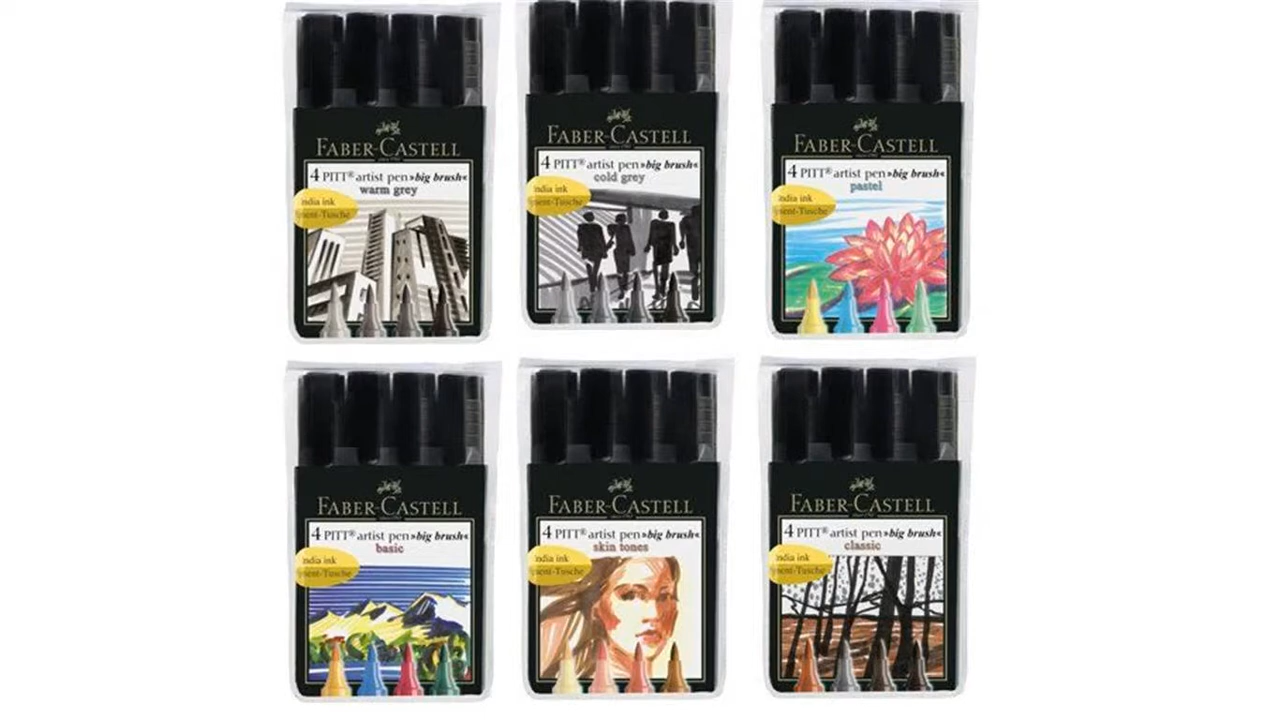 FABER-CASTELL
4 PITT® artist pen»big brush«
warm grey
India ink
FABER-CASTELL
4 PITT® artist pen»big brush«
cold grey
India ink
FABER-CASTELL
4 PITT® artist pen»big brush«
pastel
India ink
FABER-CASTELL
4 PITT® artist pen»big brush«
basic
India ink
FABER-CASTELL
4 PITT® artist pen»big brush«
skin tones
India ink
FABER-CASTELL
4 PITT® artist pen»big brush«
classic
India ink